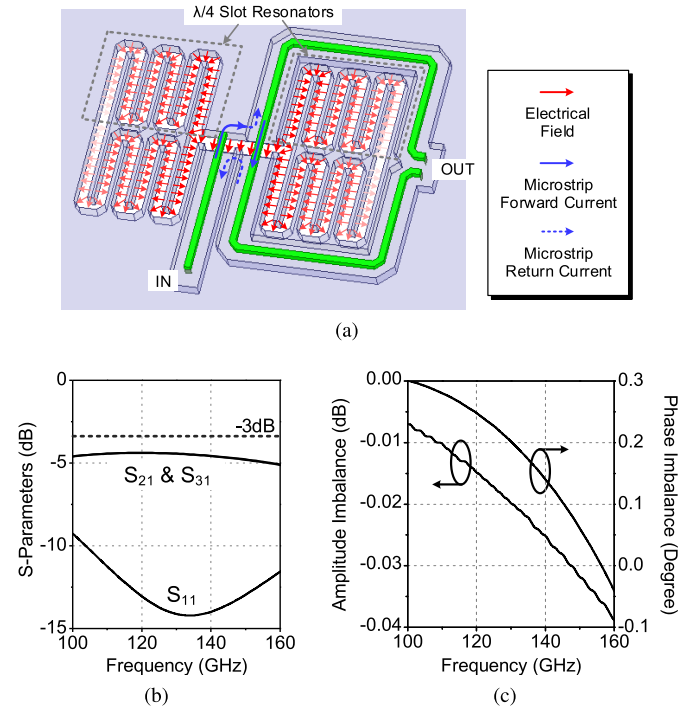 (a)
λ/4 Slot Resonators
OUT
IN
Electrical
Field
Microstrip
Forward Current
Microstrip
Return Current
(a)
0
-5
-10
-15
S-Parameters (dB)
-3dB
S21 & S31
S11
100
120
140
160
Frequency (GHz)
(b)
0.00
-0.01
-0.02
-0.03
-0.04
Amplitude Imbalance (dB)
0.3
0.2
0.1
0.0
-0.1
Phase Imbalance (Degree)
100
120
140
160
Frequency (GHz)
(c)